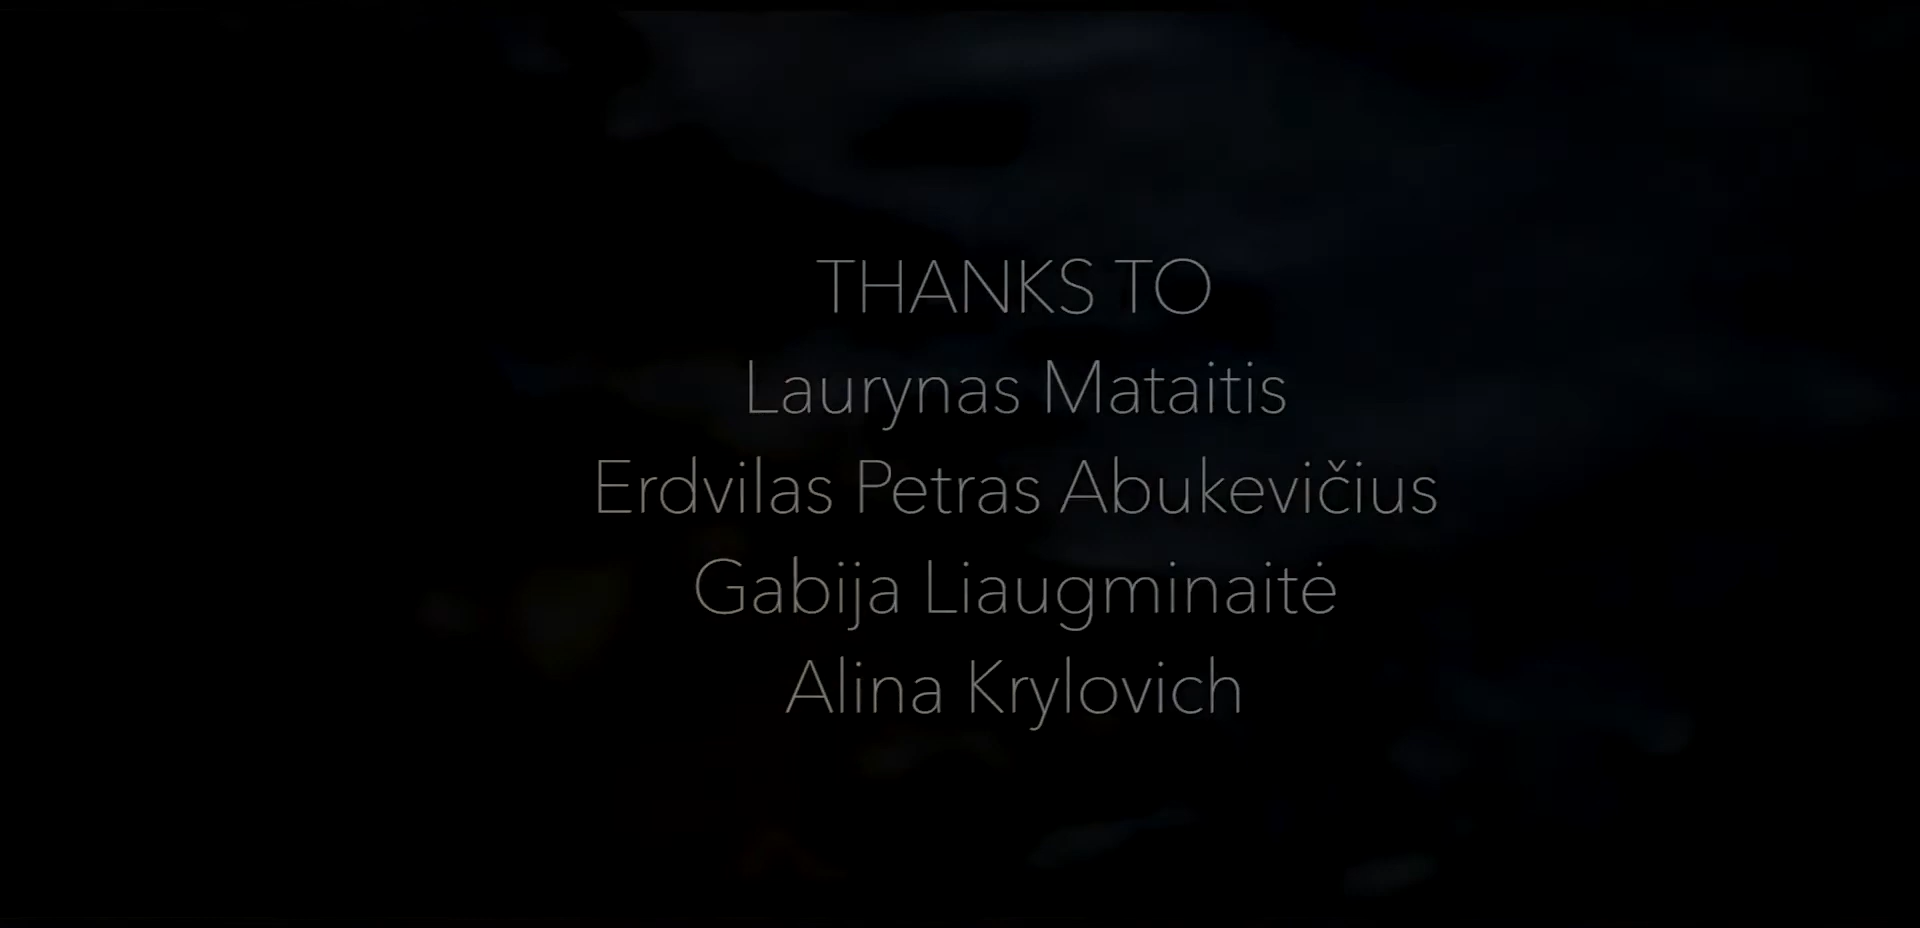 THANKS TO
Laurynas Mataitis
Erdvilas Petras Abukevičius
Gabija Liaugminaitė
Alina Krylovich